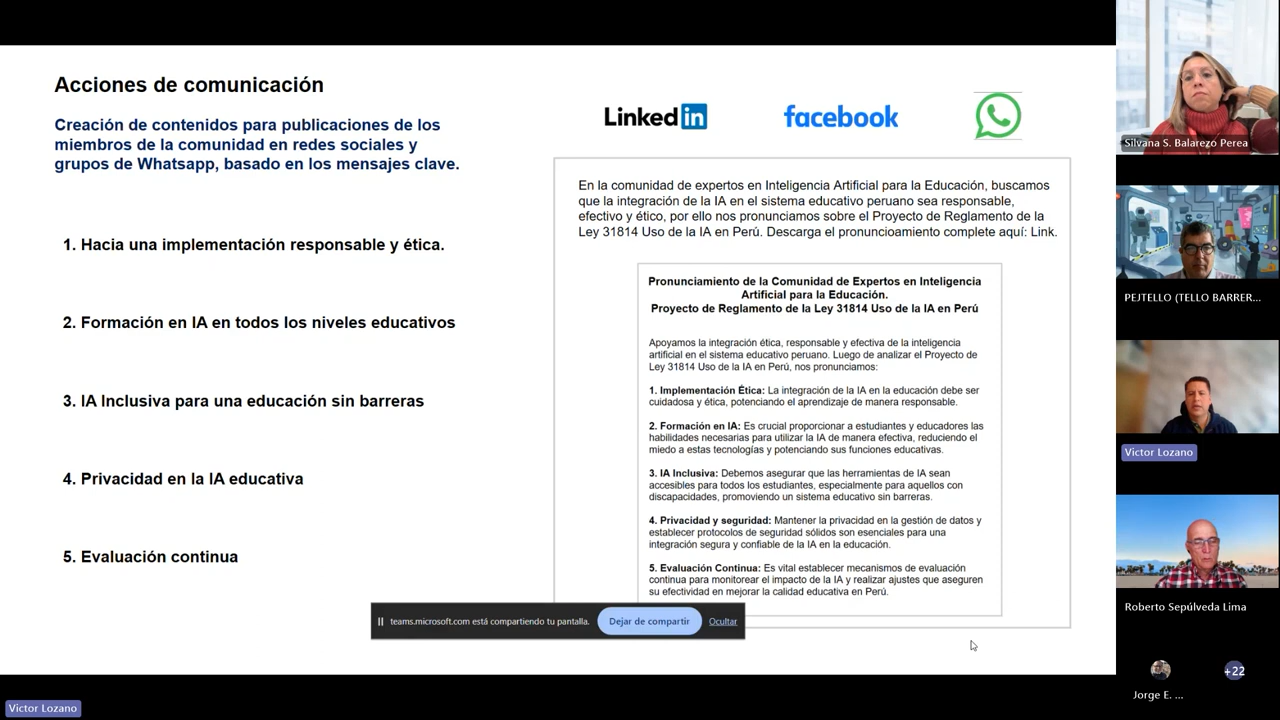 Acciones de comunicación
Creación de contenidos para publicaciones de los
miembros de la comunidad en redes sociales y
grupos de Whatsapp, basado en los mensajes clave.
1. Hacia una implementación responsable y ética.
2. Formación en IA en todos los niveles educativos
3. IA Inclusiva para una educación sin barreras
4. Privacidad en la IA educativa
5. Evaluación continua
Linked in
facebook
En la comunidad de expertos en Inteligencia Artificial para la Educación, buscamos
que la integración de la IA en el sistema educativo peruano sea responsable,
efectivo y ético, por ello nos pronunciamos sobre el Proyecto de Reglamento de la
Ley 31814 Uso de la IA en Perú. Descarga el pronuncioamiento complete aquí: Link.
Pronunciamiento de la Comunidad de Expertos en Inteligencia
Artificial para la Educación.
Proyecto de Reglamento de la Ley 31814 Uso de la IA en Perú
Apoyamos la integración ética, responsable y efectiva de la inteligencia
artificial en el sistema educativo peruano. Luego de analizar el Proyecto de
Ley 31814 Uso de la IA en Perú, nos pronunciamos:
1. Implementación Ética: La integración de la IA en la educación debe ser
cuidadosa y ética, potenciando el aprendizaje de manera responsable.
2. Formación en IA: Es crucial proporcionar a estudiantes y educadores las
habilidades necesarias para utilizar la IA de manera efectiva, reduciendo el
miedo a estas tecnologías y potenciando sus funciones educativas.
3. IA Inclusiva: Debemos asegurar que las herramientas de IA sean
accesibles para todos los estudiantes, especialmente para aquellos con
discapacidades, promoviendo un sistema educativo sin barreras.
4. Privacidad y seguridad: Mantener la privacidad en la gestión de datos y
establecer protocolos de seguridad sólidos son esenciales para una
integración segura y confiable de la IA en la educación.
5. Evaluación Continua: Es vital establecer mecanismos de evaluación
continua para monitorear el impacto de la IA y realizar ajustes que aseguren
su efectividad en mejorar la calidad educativa en Perú.
teams.microsoft.com está compartiendo tu pantalla.
Dejar de compartir
Ocultar
Silvana S. Balarezo Perea
PEJTELLO (TELLO BARRER...
Victor Lozano
Roberto Sepúlveda Lima
Jorge E. ...
+22
Victor Lozano